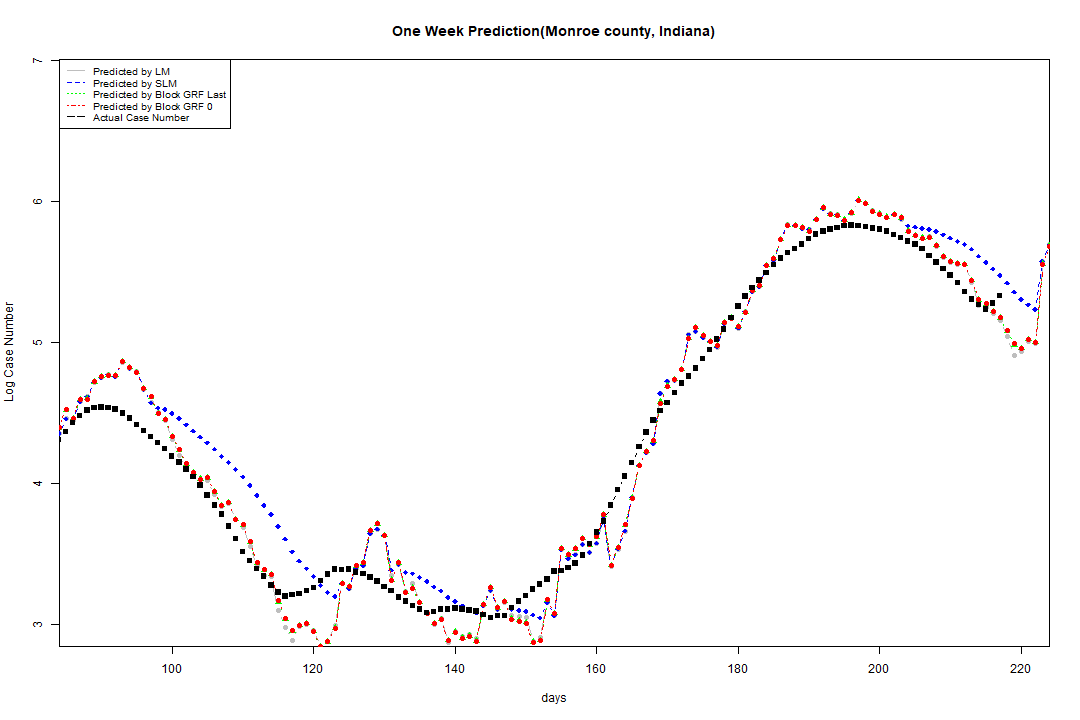 One Week Prediction(Monroe county, Indiana)
7
6
5
4
3
Log Case Number
Predicted by LM
Predicted by SLM
Predicted by Block GRF Last
Predicted by Block GRF 0
Actual Case Number
100 120 140 160 180 200 220
days